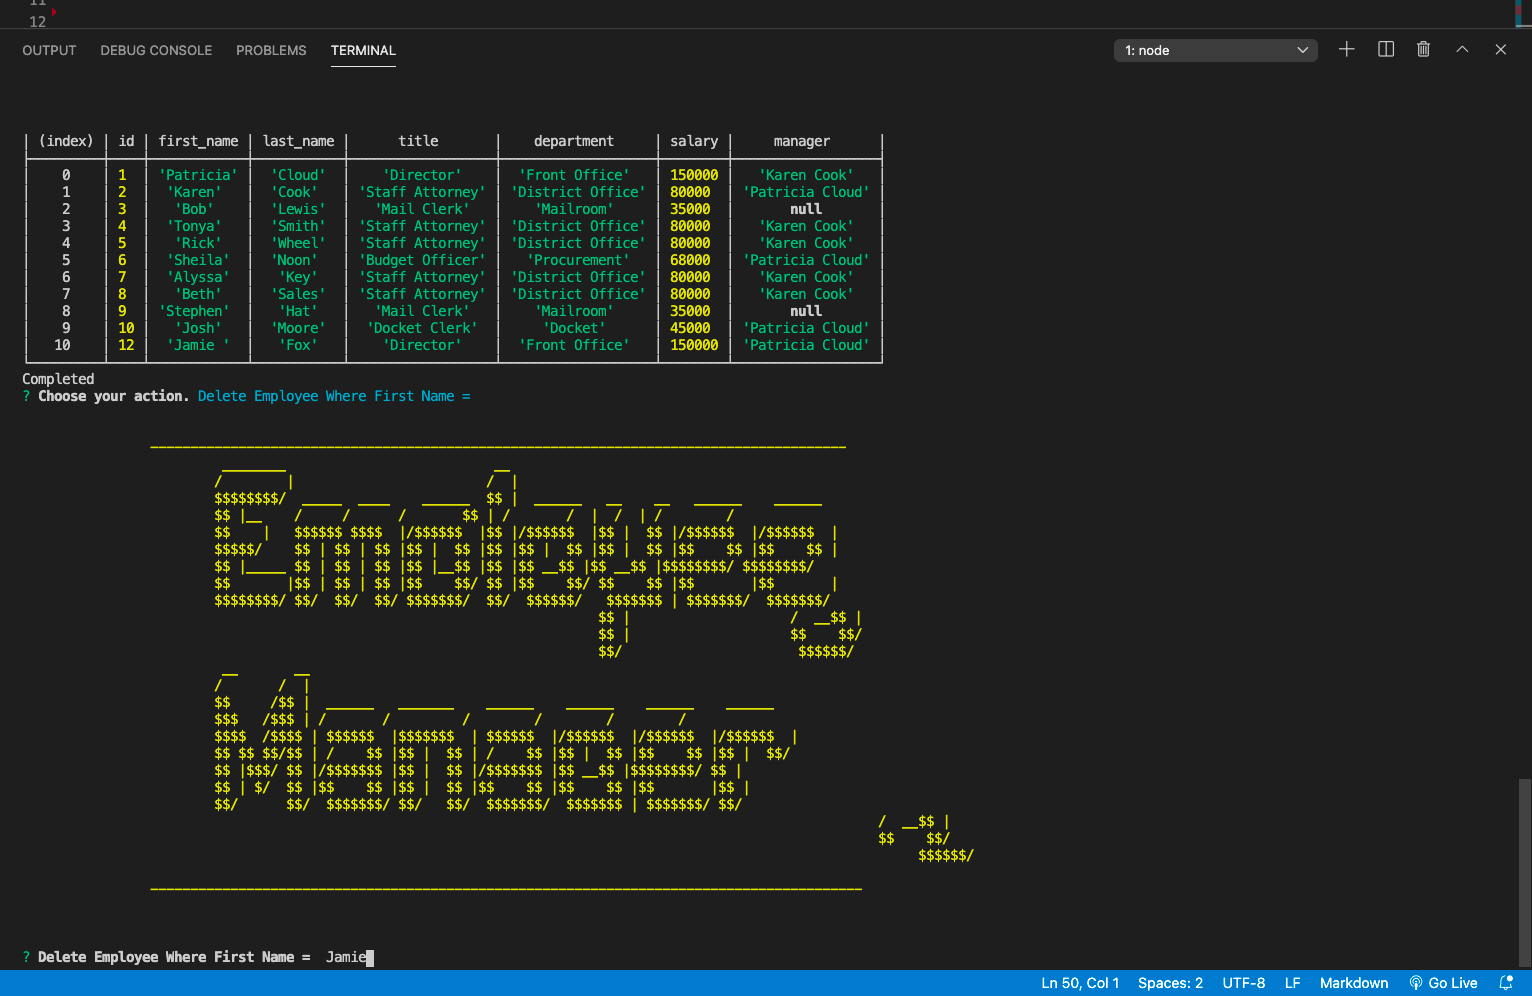 11
12
OUTPUT DEBUG CONSOLE PROBLEMS TERMINAL 1: node
| (index) | id | first_name | last_name | title | department | salary | manager |
| 0 | 1 | 'Patricia' | 'Cloud' | 'Director' | 'Front Office' | 150000 | 'Karen Cook' |
| 1 | 2 | 'Karen' | 'Cook' | 'Staff Attorney' | 'District Office' | 80000 | 'Patricia Cloud' |
| 2 | 3 | 'Bob' | 'Lewis' | 'Mail Clerk' | 'Mailroom' | 35000 | null |
| 3 | 4 | 'Tonya' | 'Smith' | 'Staff Attorney' | 'District Office' | 80000 | 'Karen Cook' |
| 4 | 5 | 'Rick' | 'Wheel' | 'Staff Attorney' | 'District Office' | 80000 | 'Karen Cook' |
| 5 | 6 | 'Sheila' | 'Noon' | 'Budget Officer' | 'Procurement' | 68000 | 'Patricia Cloud' |
| 6 | 7 | 'Alyssa' | 'Key' | 'Staff Attorney' | 'District Office' | 80000 | 'Karen Cook' |
| 7 | 8 | 'Beth' | 'Sales' | 'Staff Attorney' | 'District Office' | 80000 | 'Karen Cook' |
| 8 | 9 | 'Stephen' | 'Hat' | 'Mail Clerk' | 'Mailroom' | 35000 | null |
| 9 | 10 | 'Josh' | 'Moore' | 'Docket Clerk' | 'Docket' | 45000 | 'Patricia Cloud' |
| 10 | 12 | 'Jamie ' | 'Fox' | 'Director' | 'Front Office' | 150000 | 'Patricia Cloud' |
Completed
? Choose your action. Delete Employee Where First Name =
Employee
Manager
? Delete Employee Where First Name = Jamie
Ln 50, Col 1 Spaces: 2 UTF-8 LF Markdown Go Live